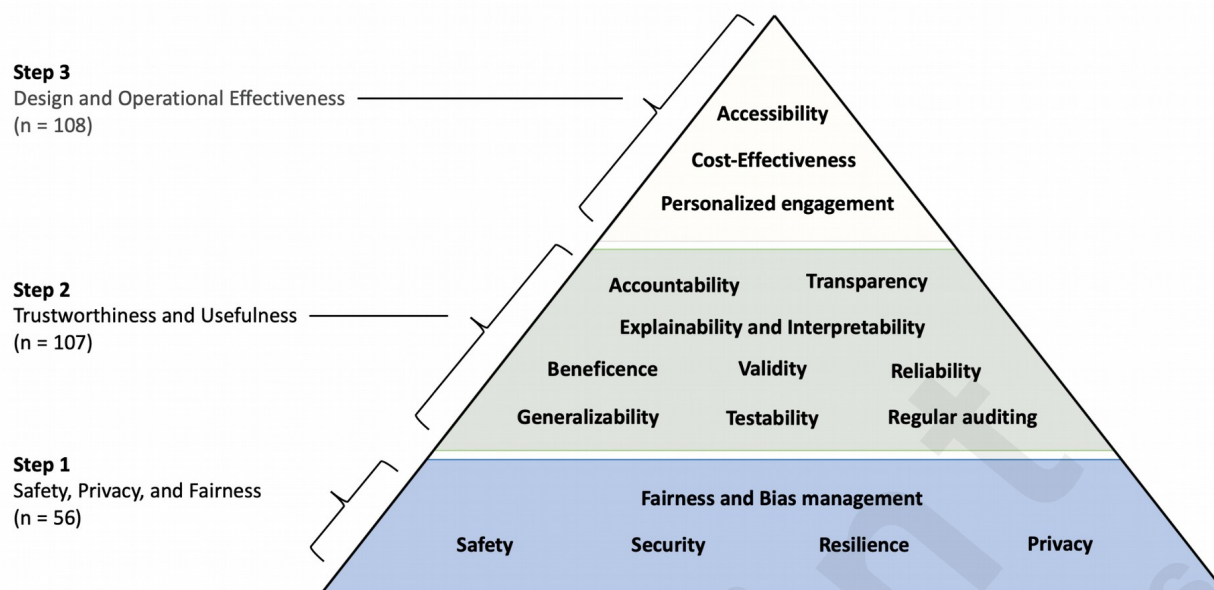 Step 3
Design and Operational Effectiveness
(n = 108)
Accessibility
Cost-Effectiveness
Personalized engagement
Step 2
Trustworthiness and Usefulness
(n = 107)
Accountability Transparency
Explainability and Interpretability
Beneficence Validity Reliability
Generalizability Testability Regular auditing
Step 1
Safety, Privacy, and Fairness
(n = 56)
Fairness and Bias management
Safety Security Resilience Privacy